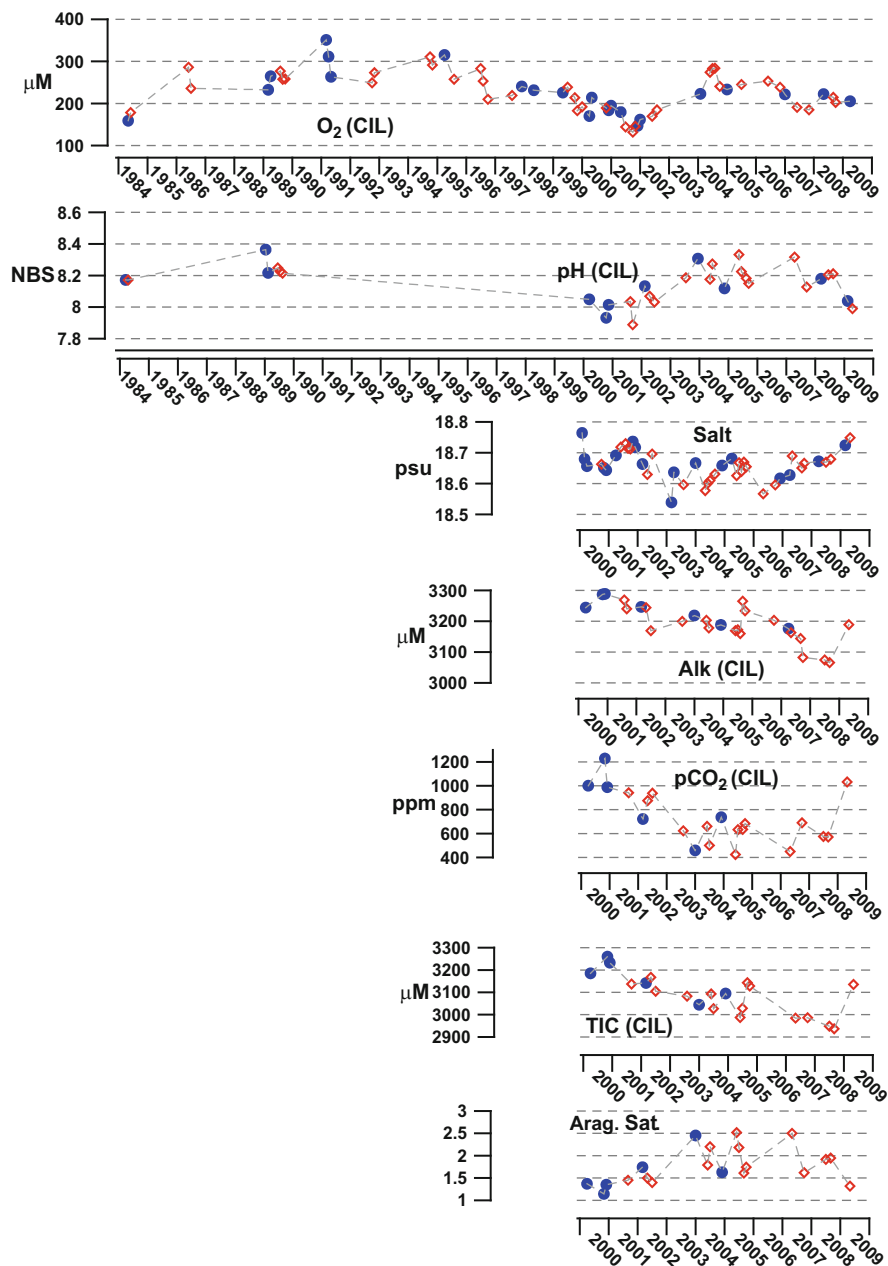 400
300
μM
200
100
O₂ (CIL)
1984 1985 1986 1987 1988 1989 1990 1991 1992 1993 1994 1995 1996 1997 1998 1999 2000 2001 2002 2003 2004 2005 2006 2007 2008 2009
8.6
8.4
NBS 8.2
8
7.8
pH (CIL)
1984 1985 1986 1987 1988 1989 1990 1991 1992 1993 1994 1995 1996 1997 1998 1999 2000 2001 2002 2003 2004 2005 2006 2007 2008 2009
18.8
18.7
psu
18.6
18.5
Salt
2000 2001 2002 2003 2004 2005 2006 2007 2008 2009
3300
3200
μM
3100
3000
Alk (CIL)
2000 2001 2002 2003 2004 2005 2006 2007 2008 2009
1200
1000
ppm 800
600
400
pCO₂ (CIL)
2000 2001 2002 2003 2004 2005 2006 2007 2008 2009
3300
3200
μM 3100
3000
2900
TIC (CIL)
2000 2001 2002 2003 2004 2005 2006 2007 2008 2009
3
2.5
2
1.5
1
Arag. Sat.
2000 2001 2002 2003 2004 2005 2006 2007 2008 2009